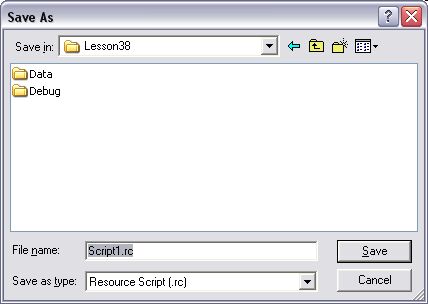 Save As
Save in: Lesson38
Data
Debug
File name: Script1.rc Save
Save as type: Resource Script (.rc) Cancel